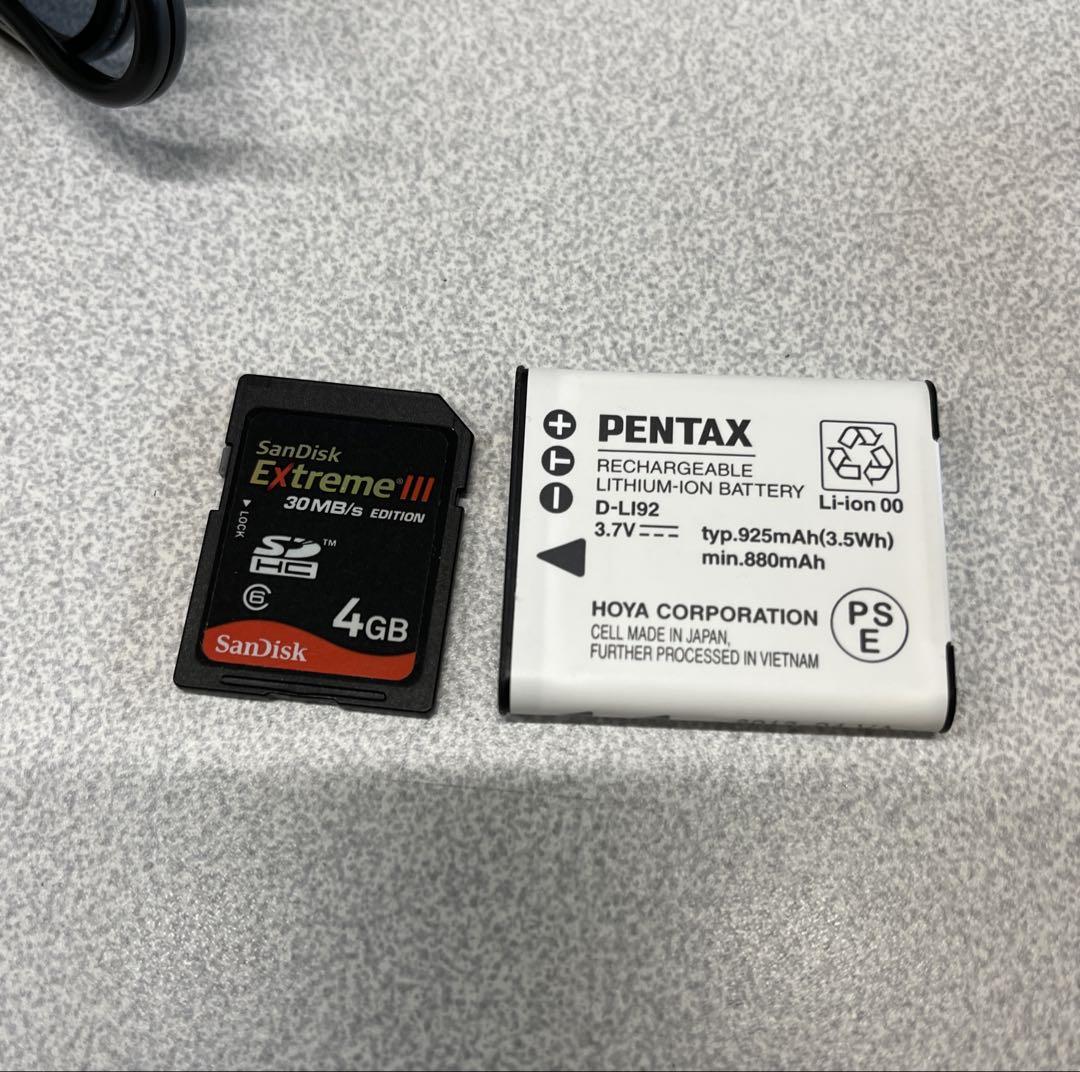 SanDisk
Extreme® III
30MB/s EDITION
LOCK
SD™
HC
6
4GB
SanDisk
PENTAX
RECHARGEABLE
LITHIUM-ION BATTERY
D-LI92
3.7V
typ.925mAh(3.5Wh)
min.880mAh
Li-ion 00
HOYA CORPORATION
CELL MADE IN JAPAN,
FURTHER PROCESSED IN VIETNAM
PS
E